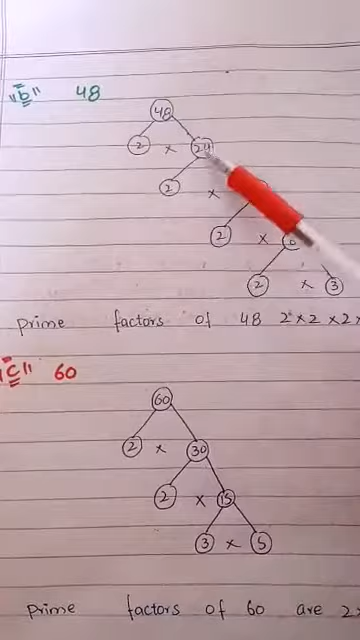 "b" 48
48
2 × 24
2 ×
2 ×
2 × 3
prime factors of 48 2×2×2×
"c" 60
60
2 × 30
2 × 15
3 × 5
prime factors of 60 are 2×